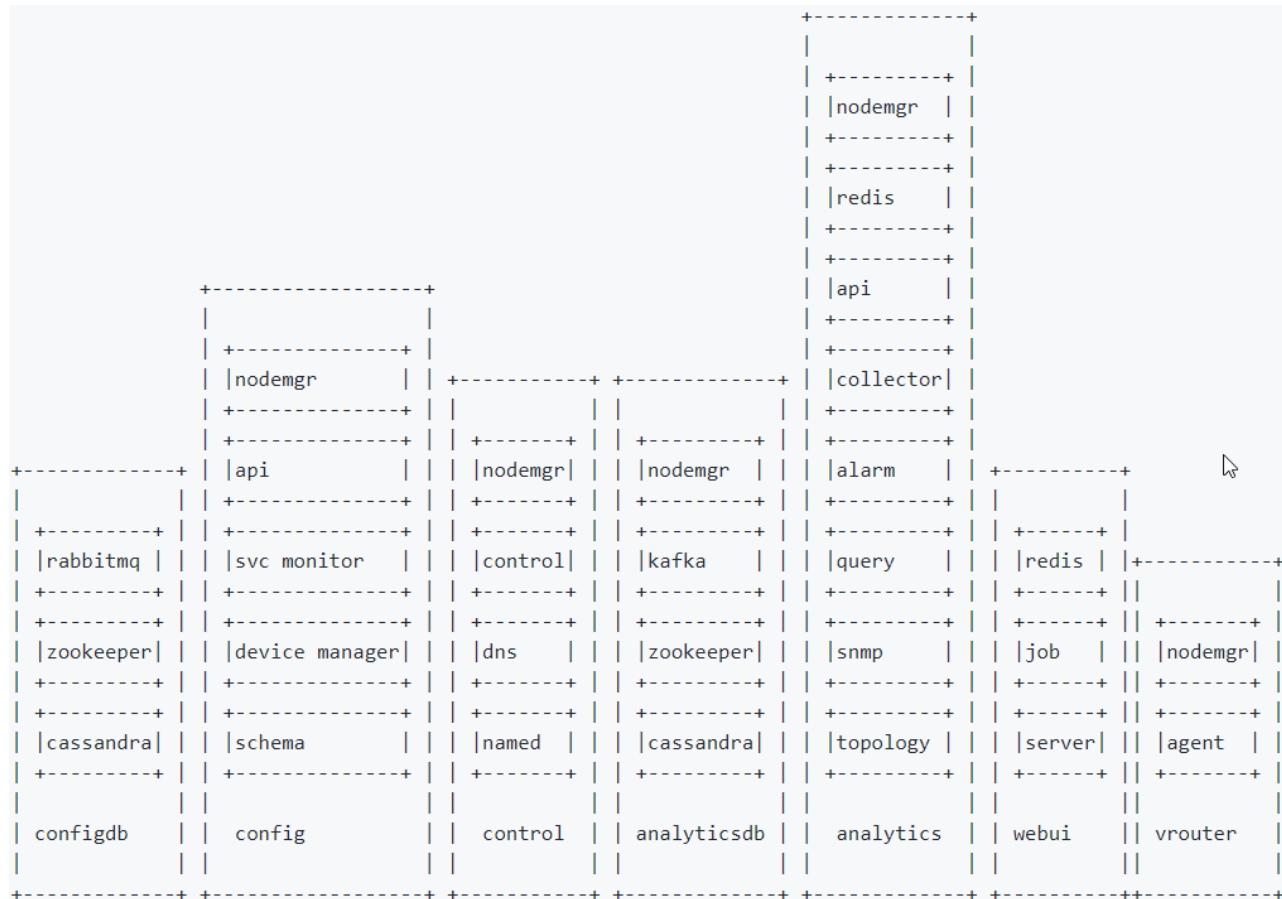 rabbitmq
zookeeper
cassandra
configdb
nodemgr
api
svc monitor
device manager
schema
config
nodemgr
control
dns
named
control
nodemgr
kafka
zookeeper
cassandra
analyticsdb
nodemgr
redis
api
collector
alarm
query
snmp
topology
analytics
redis
job
server
webui
nodemgr
agent
vrouter